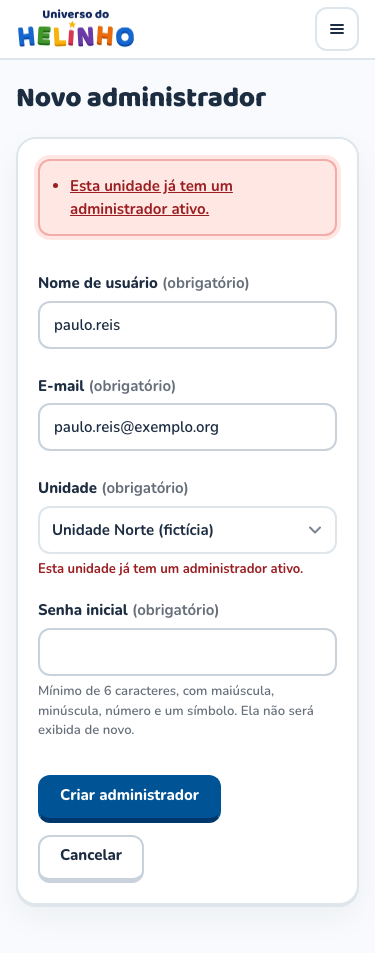 Universo do
HELINHO
Novo administrador
Esta unidade já tem um
administrador ativo.
Nome de usuário (obrigatório)
paulo.reis
E-mail (obrigatório)
paulo.reis@exemplo.org
Unidade (obrigatório)
Unidade Norte (fictícia)
Esta unidade já tem um administrador ativo.
Senha inicial (obrigatório)
Mínimo de 6 caracteres, com maiúscula,
minúscula, número e um símbolo. Ela não será
exibida de novo.
Criar administrador
Cancelar